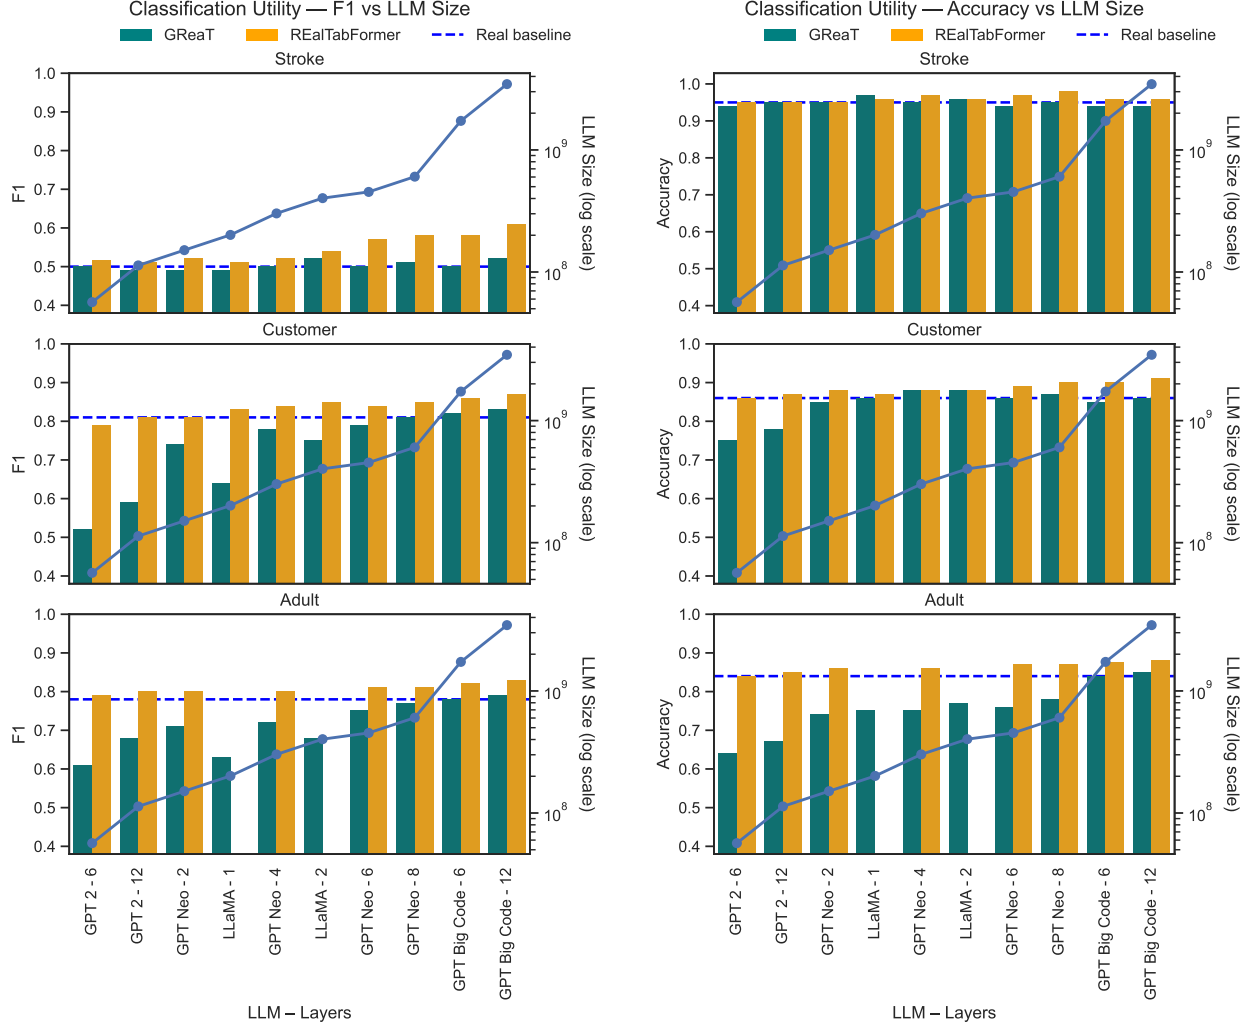 Classification Utility — F1 vs LLM Size
GReaT REalTabFormer Real baseline
Stroke
1.0
0.9
0.8
0.7
0.6
0.5
0.4
F1
10^9
10^8
LLM Size (log scale)
Customer
1.0
0.9
0.8
0.7
0.6
0.5
0.4
F1
10^9
10^8
LLM Size (log scale)
Adult
1.0
0.9
0.8
0.7
0.6
0.5
0.4
F1
10^9
10^8
LLM Size (log scale)
GPT 2 - 6
GPT 2 - 12
GPT Neo - 2
LLaMA - 1
GPT Neo - 4
LLaMA - 2
GPT Neo - 6
GPT Neo - 8
GPT Big Code - 6
GPT Big Code - 12
LLM – Layers
Classification Utility — Accuracy vs LLM Size
GReaT REalTabFormer Real baseline
Stroke
1.0
0.9
0.8
0.7
0.6
0.5
0.4
Accuracy
10^9
10^8
LLM Size (log scale)
Customer
1.0
0.9
0.8
0.7
0.6
0.5
0.4
Accuracy
10^9
10^8
LLM Size (log scale)
Adult
1.0
0.9
0.8
0.7
0.6
0.5
0.4
Accuracy
10^9
10^8
LLM Size (log scale)
GPT 2 - 6
GPT 2 - 12
GPT Neo - 2
LLaMA - 1
GPT Neo - 4
LLaMA - 2
GPT Neo - 6
GPT Neo - 8
GPT Big Code - 6
GPT Big Code - 12
LLM – Layers